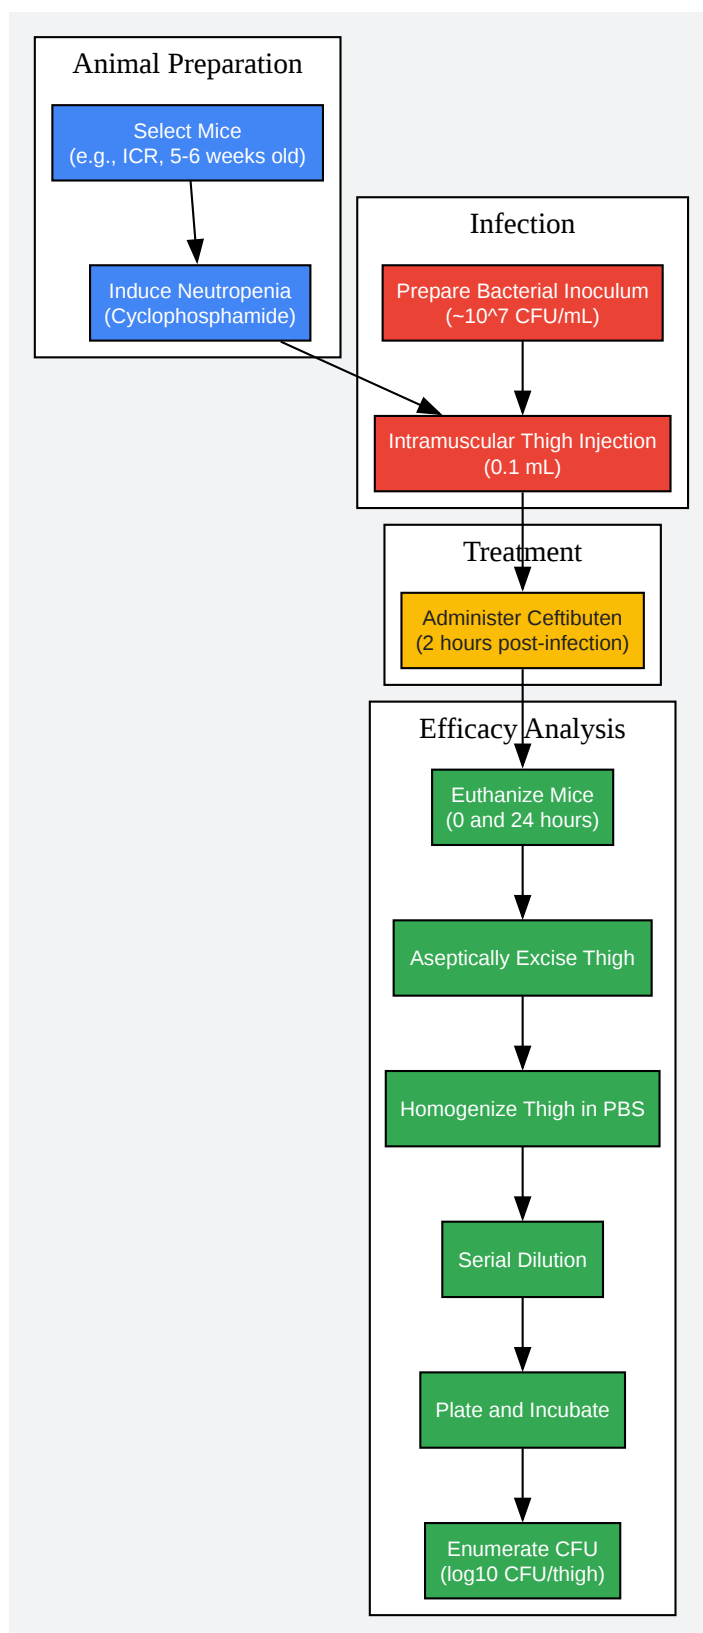 Animal Preparation
Select Mice
(e.g., ICR, 5-6 weeks old)
Induce Neutropenia
(Cyclophosphamide)
Infection
Prepare Bacterial Inoculum
(~10^7 CFU/mL)
Intramuscular Thigh Injection
(0.1 mL)
Treatment
Administer Ceftibuten
(2 hours post-infection)
Efficacy Analysis
Euthanize Mice
(0 and 24 hours)
Aseptically Excise Thigh
Homogenize Thigh in PBS
Serial Dilution
Plate and Incubate
Enumerate CFU
(log10 CFU/thigh)